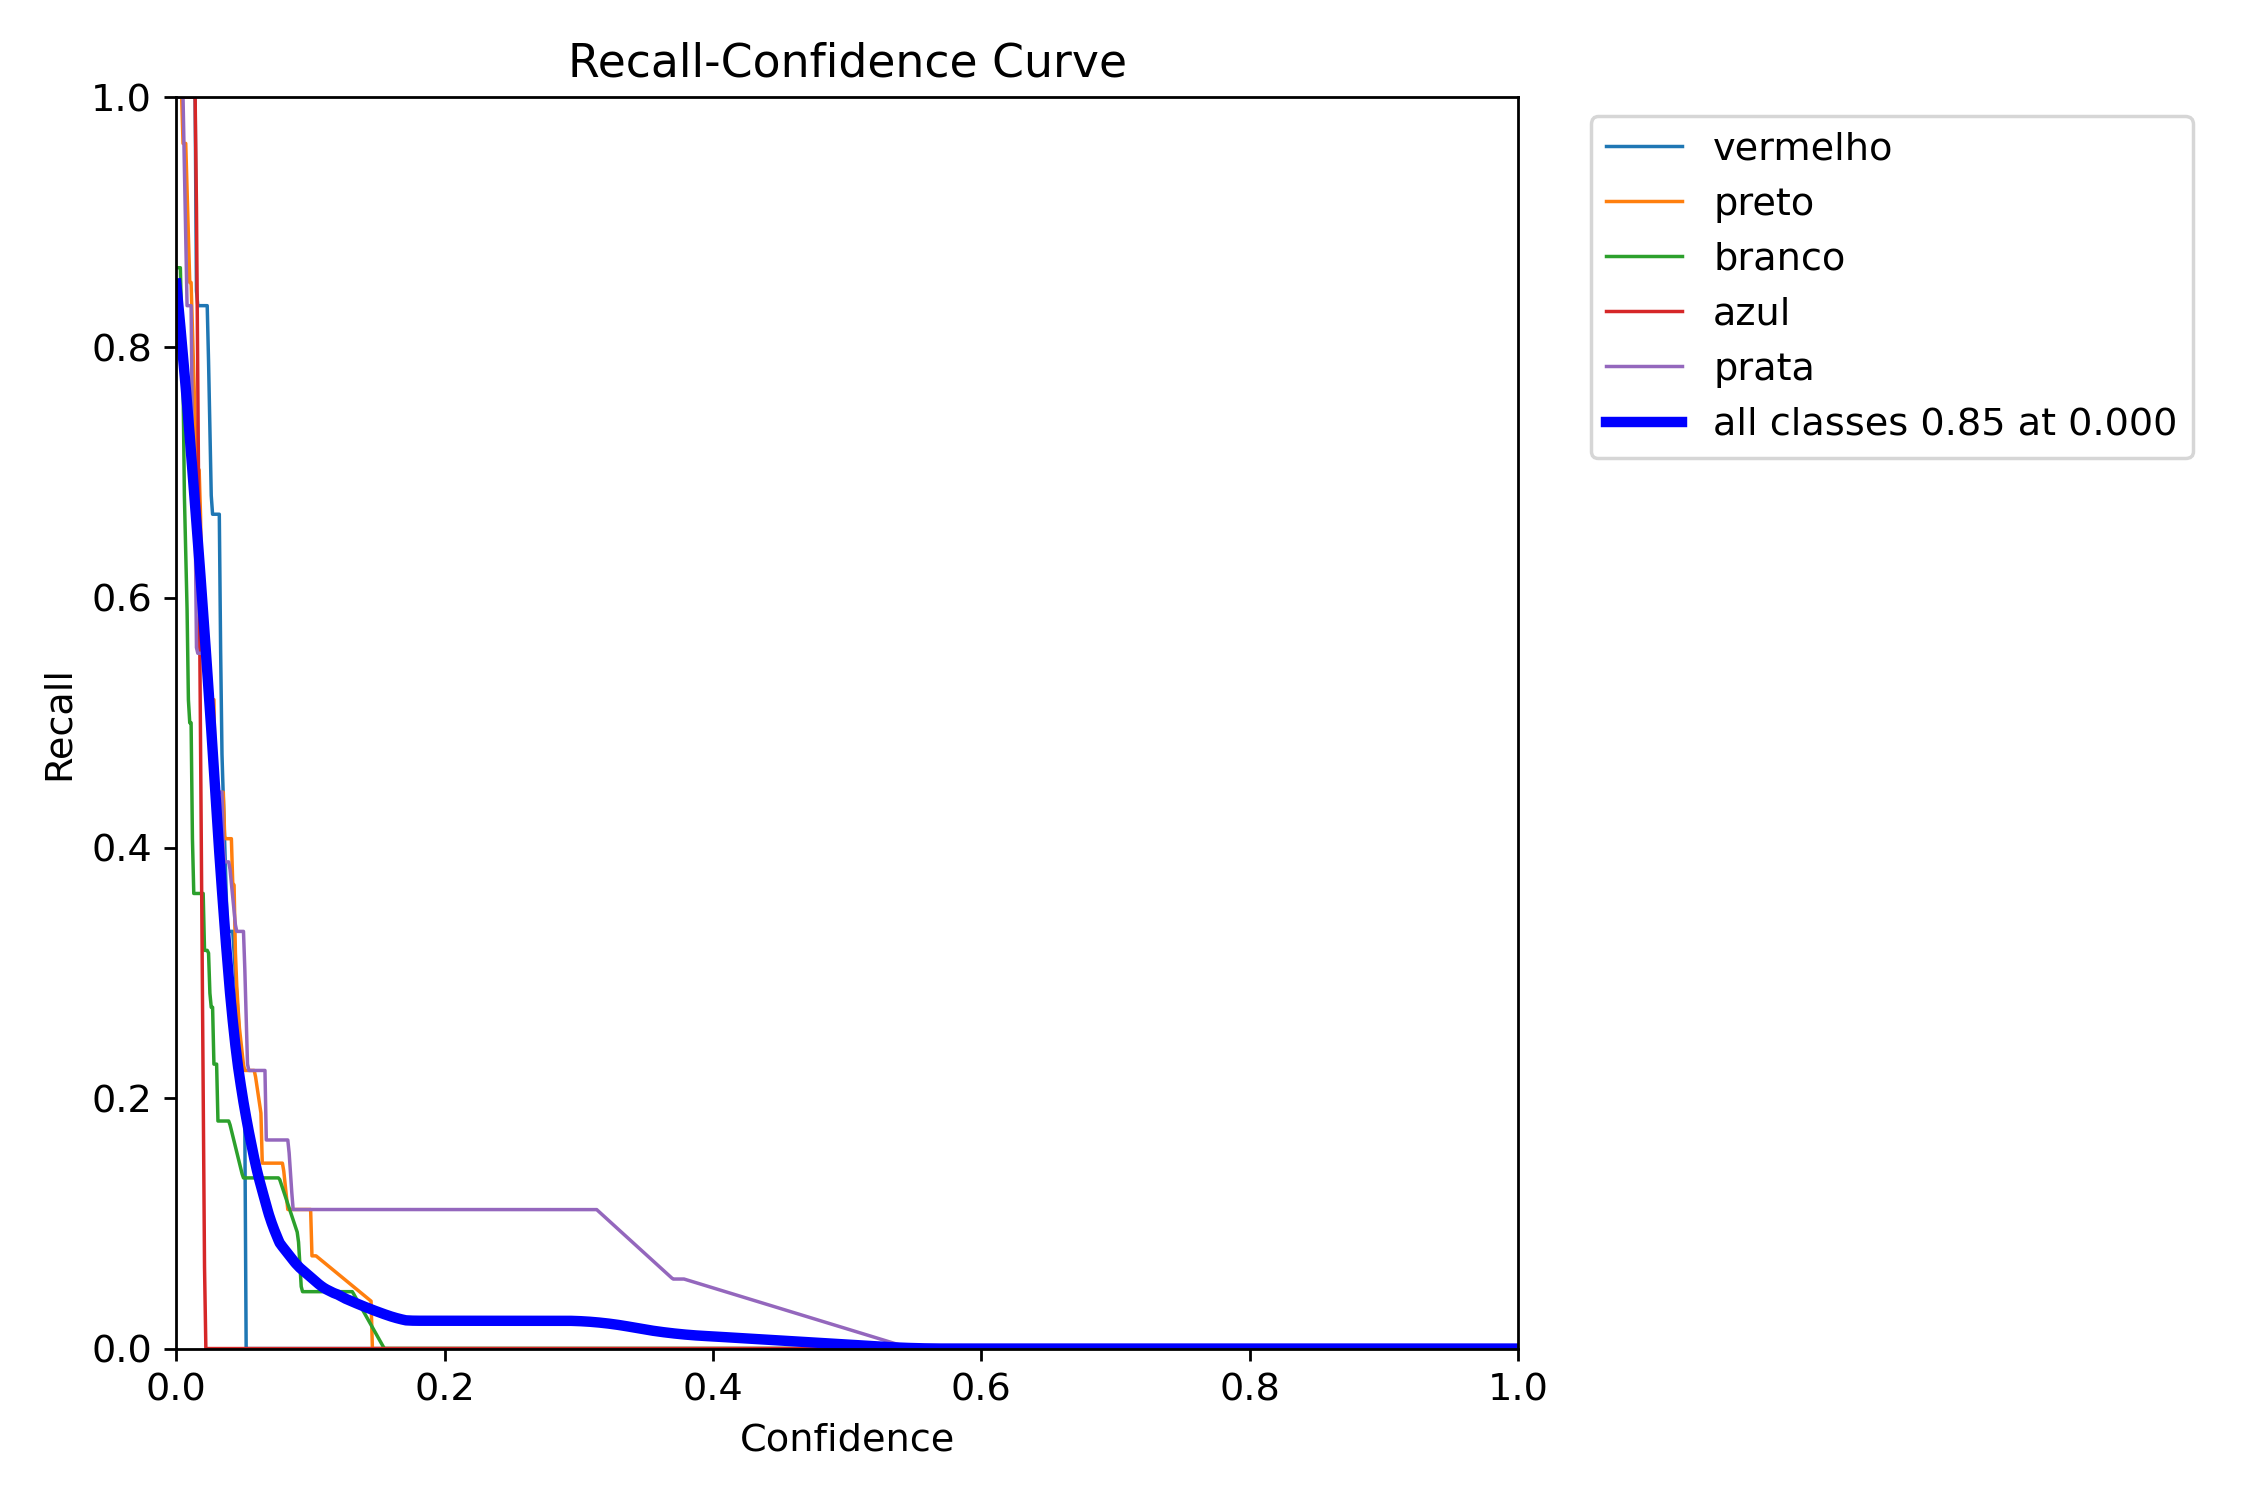 Recall-Confidence Curve
1.0
0.8
0.6
0.4
0.2
0.0
Recall
0.0 0.2 0.4 0.6 0.8 1.0
Confidence
vermelho
preto
branco
azul
prata
all classes 0.85 at 0.000